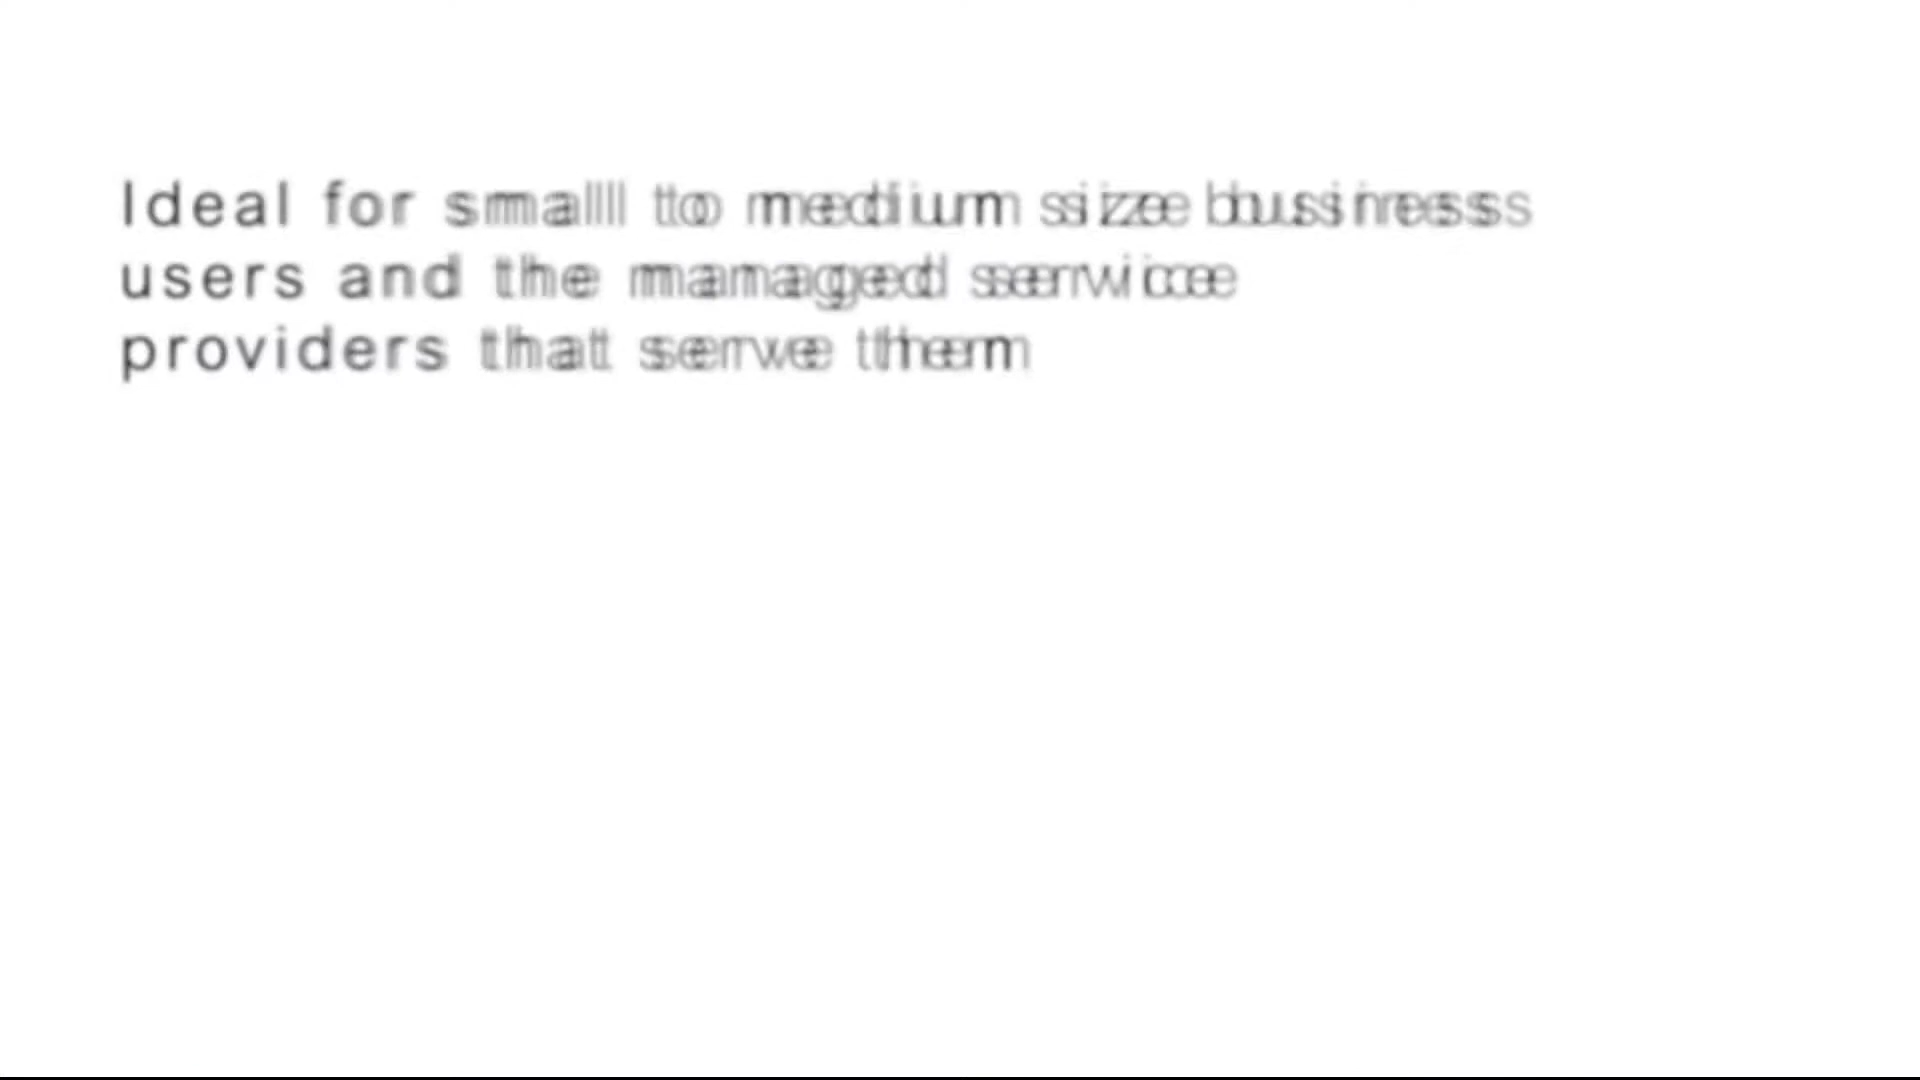 Ideal for small to medium size business
users and the managed service
providers that serve them